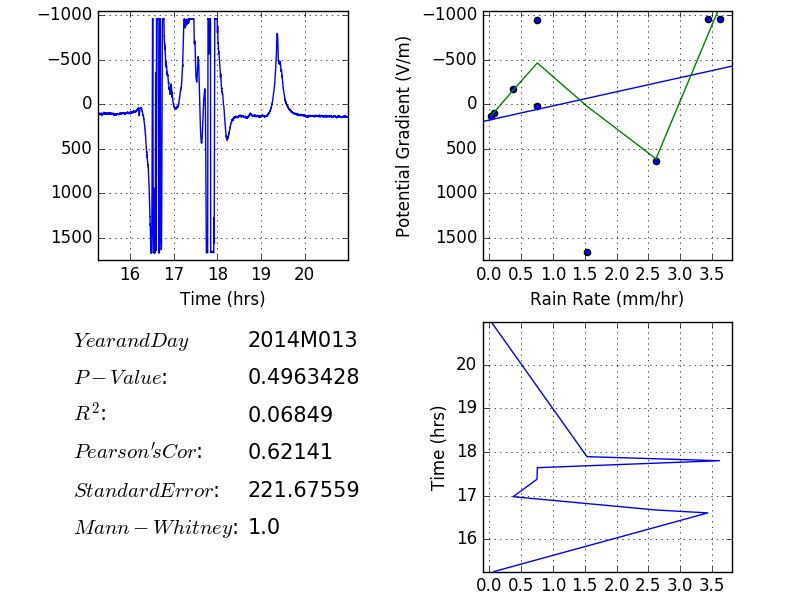 −1000
−500
0
500
1000
1500
16 17 18 19 20
Time (hrs)
−1000
−500
0
500
1000
1500
Potential Gradient (V/m)
0.0 0.5 1.0 1.5 2.0 2.5 3.0 3.5
Rain Rate (mm/hr)
YearandDay 2014M013
P−Value: 0.4963428
R²: 0.06849
Pearson'sCor: 0.62141
StandardError: 221.67559
Mann−Whitney: 1.0
20
19
18
17
16
Time (hrs)
0.0 0.5 1.0 1.5 2.0 2.5 3.0 3.5